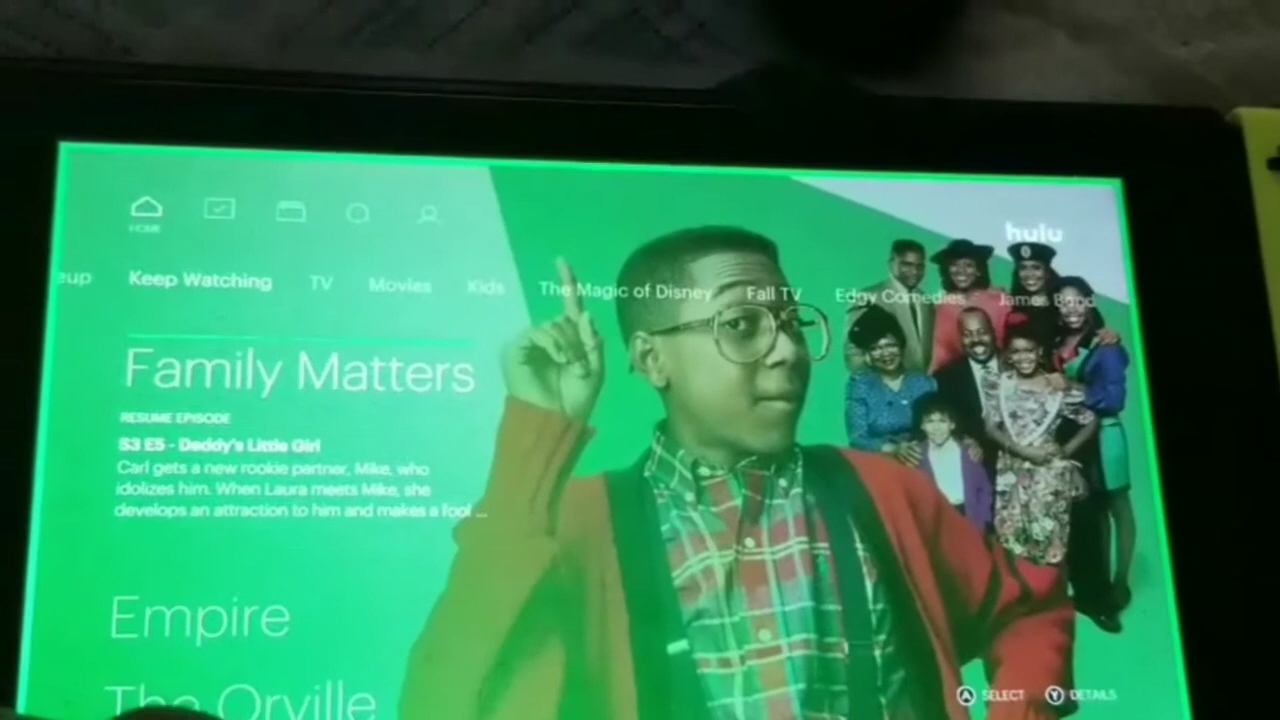 hulu
HOME
eup Keep Watching TV Movies Kids The Magic of Disney Fall TV Edgy Comedies James Bond
Family Matters
RESUME EPISODE
S3 E5 - Daddy's Little Girl
Carl gets a new rookie partner, Mike, who
idolizes him. When Laura meets Mike, she
develops an attraction to him and makes a fool ...
Empire
The Orville
A SELECT Y DETAILS